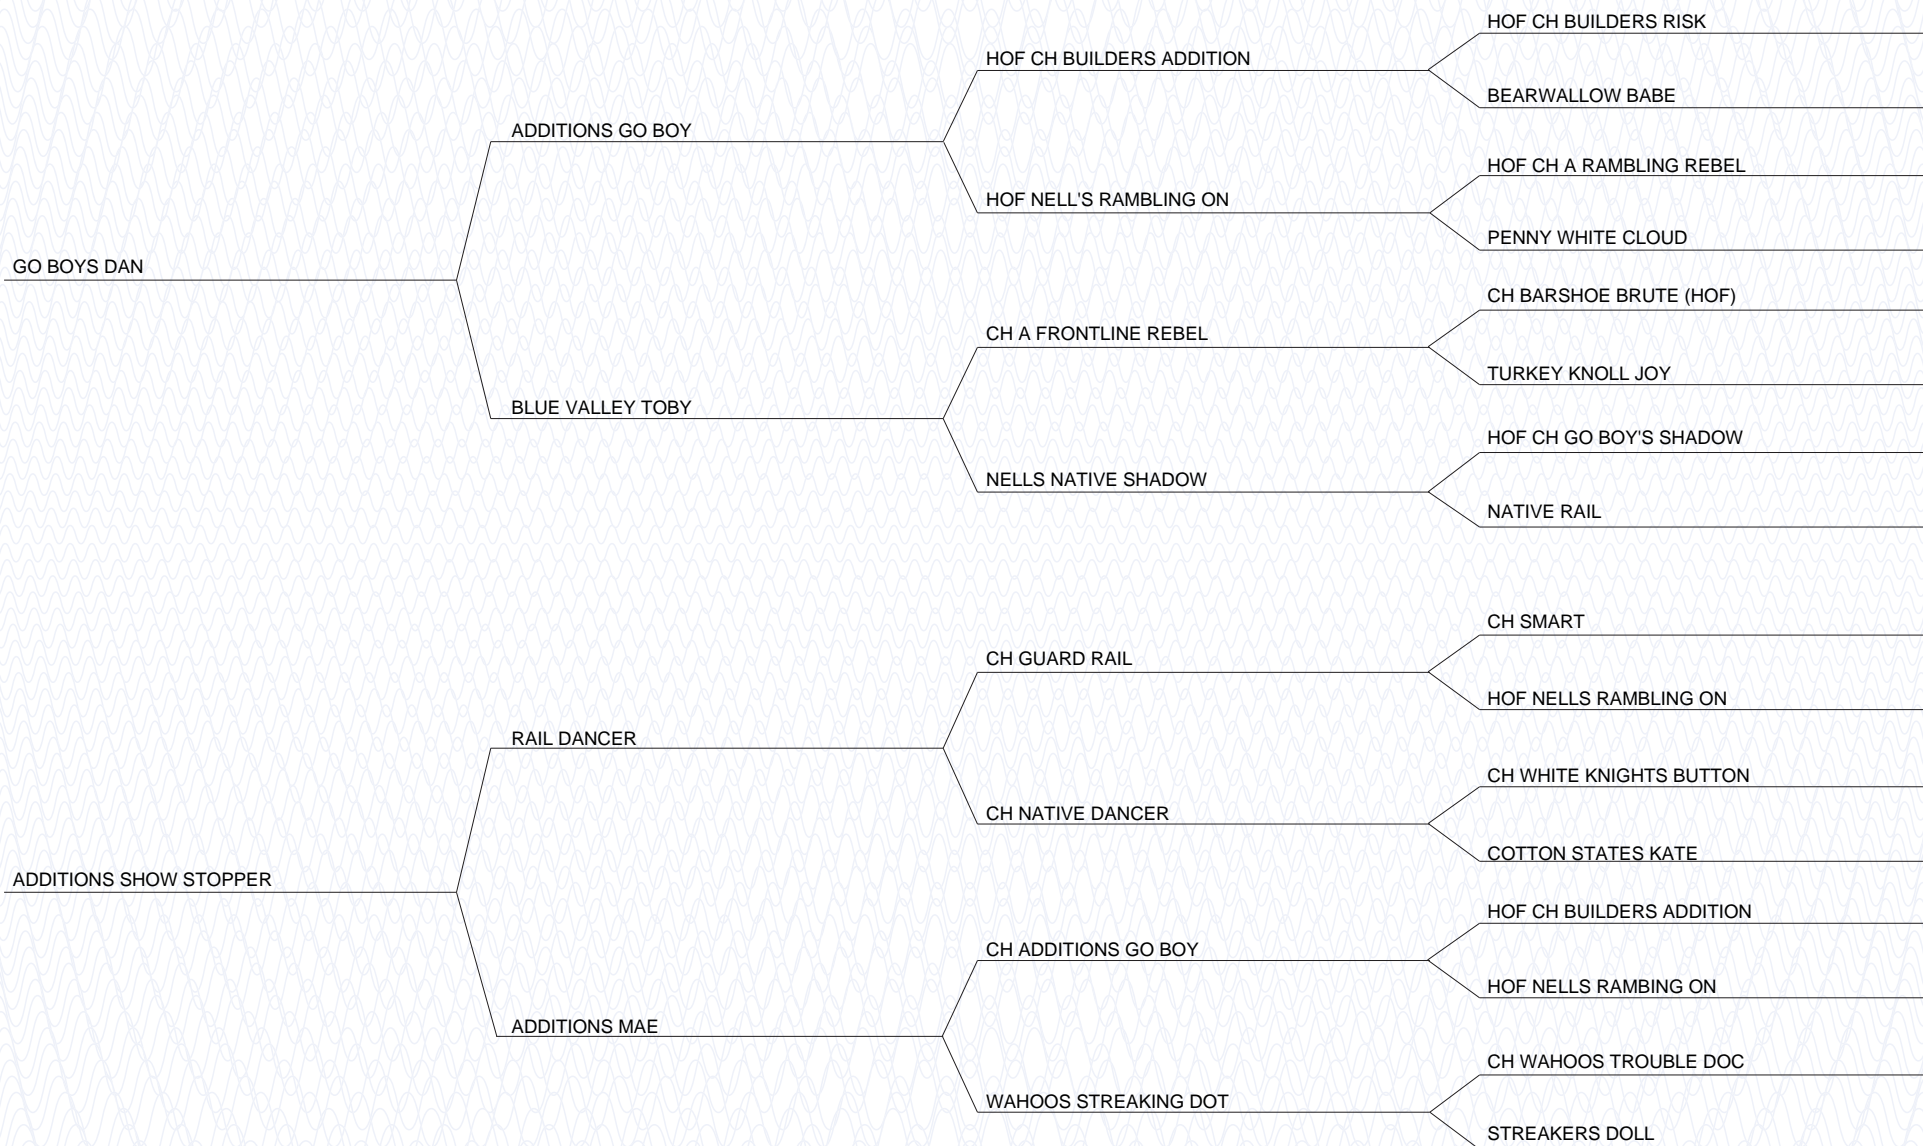 HOF CH BUILDERS RISK
HOF CH BUILDERS ADDITION
BEARWALLOW BABE
ADDITIONS GO BOY
HOF CH A RAMBLING REBEL
HOF NELL'S RAMBLING ON
PENNY WHITE CLOUD
GO BOYS DAN
CH BARSHOE BRUTE (HOF)
CH A FRONTLINE REBEL
TURKEY KNOLL JOY
BLUE VALLEY TOBY
HOF CH GO BOY'S SHADOW
NELLS NATIVE SHADOW
NATIVE RAIL
CH SMART
CH GUARD RAIL
HOF NELLS RAMBLING ON
RAIL DANCER
CH WHITE KNIGHTS BUTTON
CH NATIVE DANCER
COTTON STATES KATE
ADDITIONS SHOW STOPPER
HOF CH BUILDERS ADDITION
CH ADDITIONS GO BOY
HOF NELLS RAMBING ON
ADDITIONS MAE
CH WAHOOS TROUBLE DOC
WAHOOS STREAKING DOT
STREAKERS DOLL